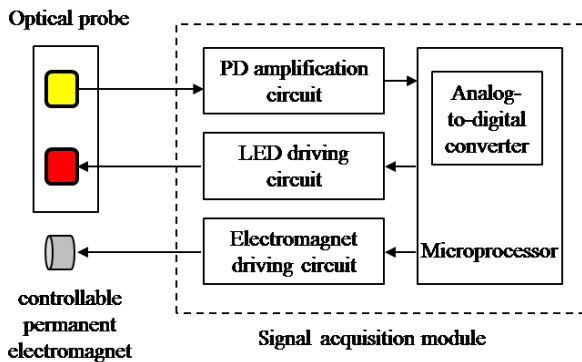 Optical probe
PD amplification
circuit
Analog-
to-digital
converter
LED driving
circuit
Electromagnet
driving circuit
Microprocessor
controllable
permanent
electromagnet
Signal acquisition module